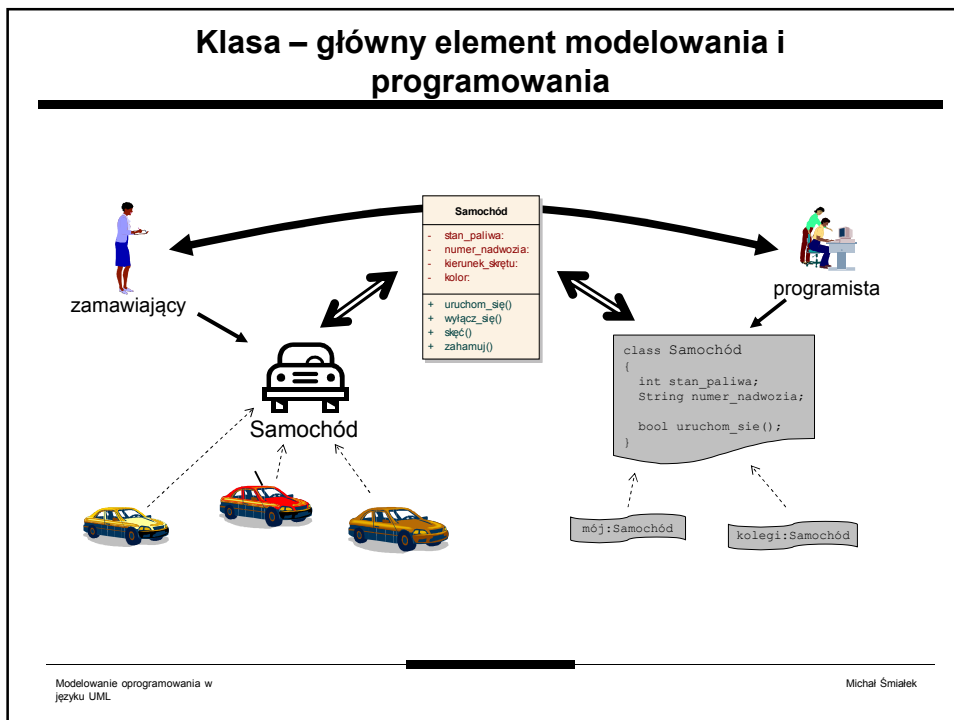 Klasa – główny element modelowania i
programowania
Samochód
- stan_paliwa:
- numer_nadwozia:
- kierunek_skrętu:
- kolor:
+ uruchom_się()
+ wyłącz_się()
+ skęć()
+ zahamuj()
zamawiający
programista
class Samochód
{
int stan_paliwa;
String numer_nadwozia;
bool uruchom_sie();
}
Samochód
mój:Samochód
kolegi:Samochód
Modelowanie oprogramowania w
języku UML
Michał Śmiałek